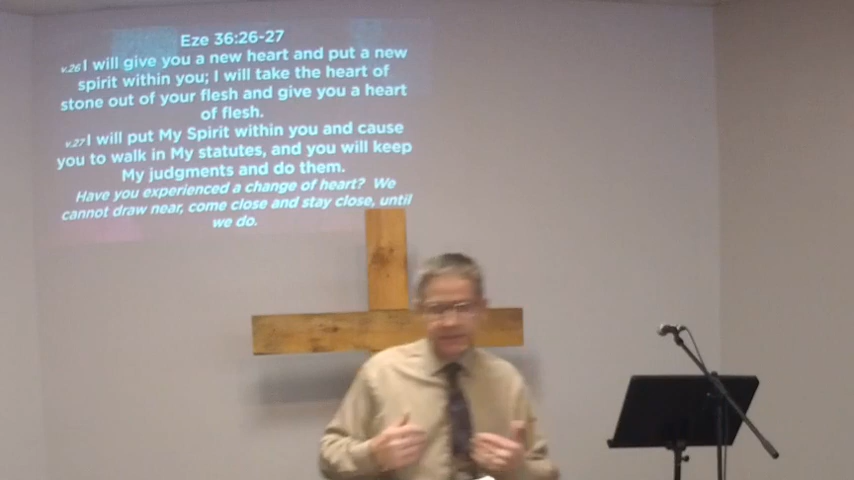 Eze 36:26-27
v.26 I will give you a new heart and put a new
spirit within you; I will take the heart of
stone out of your flesh and give you a heart
of flesh.
v.27 I will put My Spirit within you and cause
you to walk in My statutes, and you will keep
My judgments and do them.
Have you experienced a change of heart? We
cannot draw near, come close and stay close, until
we do.